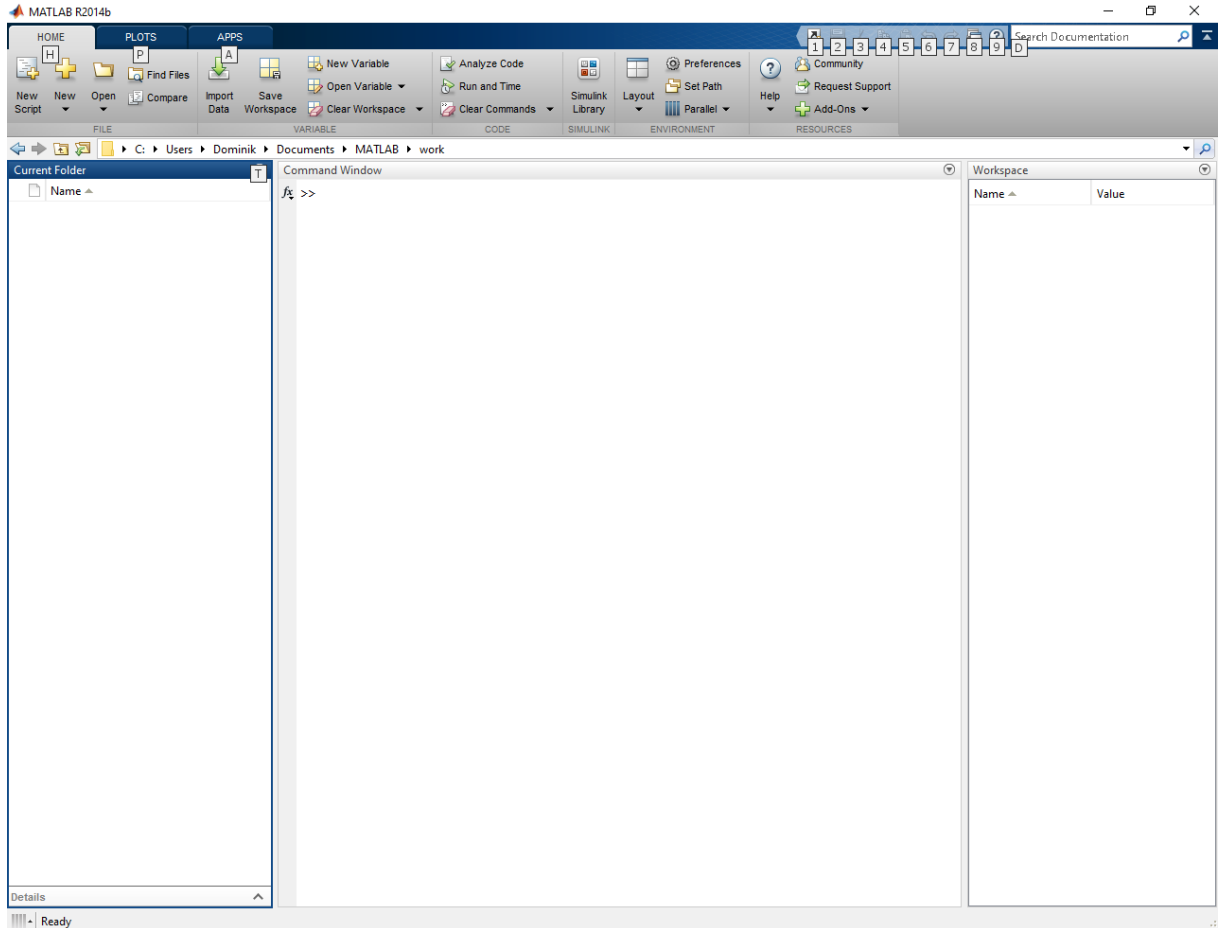 MATLAB R2014b
HOME PLOTS APPS
H P A 1 2 3 4 5 6 7 8 9 D Search Documentation
New Script
New
Open
Find Files
Compare
Import Data
Save Workspace
New Variable
Open Variable
Clear Workspace
Analyze Code
Run and Time
Clear Commands
Simulink Library
Layout
Preferences
Set Path
Parallel
? Help
Community
Request Support
Add-Ons
FILE VARIABLE CODE SIMULINK ENVIRONMENT RESOURCES
C: Users Dominik Documents MATLAB work
Current Folder T Command Window Workspace
Name fx >> Name Value
Details
Ready